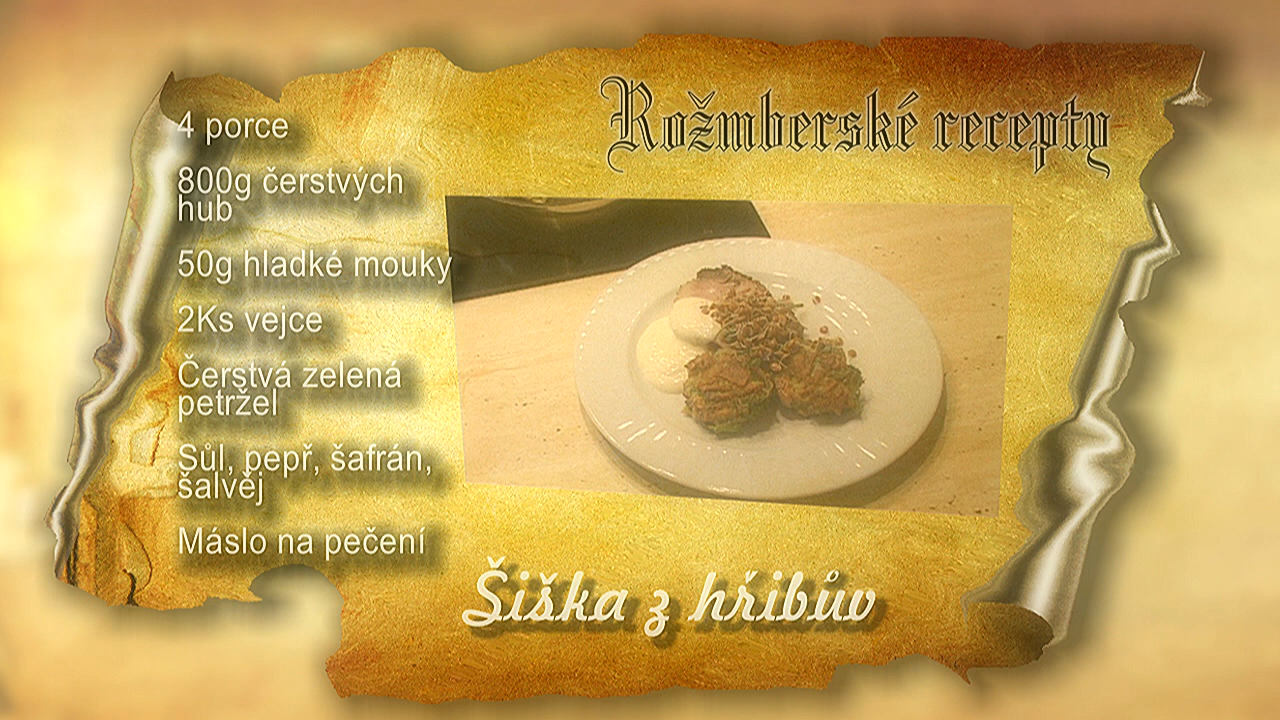 Rožmberské recepty
4 porce
800g čerstvých
hub
50g hladké mouky
2Ks vejce
Čerstvá zelená
petržel
Sůl, pepř, šafrán,
šalvěj
Máslo na pečení
Šiška z hřibův